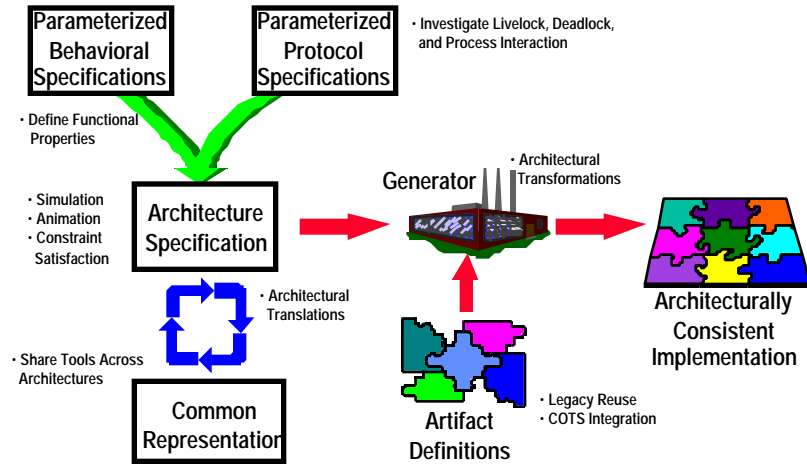 Parameterized
Behavioral
Specifications
Parameterized
Protocol
Specifications
· Investigate Livelock, Deadlock,
and Process Interaction
· Define Functional
Properties
· Simulation
· Animation
· Constraint
Satisfaction
Architecture
Specification
Generator
· Architectural
Transformations
Architecturally
Consistent
Implementation
· Architectural
Translations
· Share Tools Across
Architectures
Common
Representation
Artifact
Definitions
· Legacy Reuse
· COTS Integration